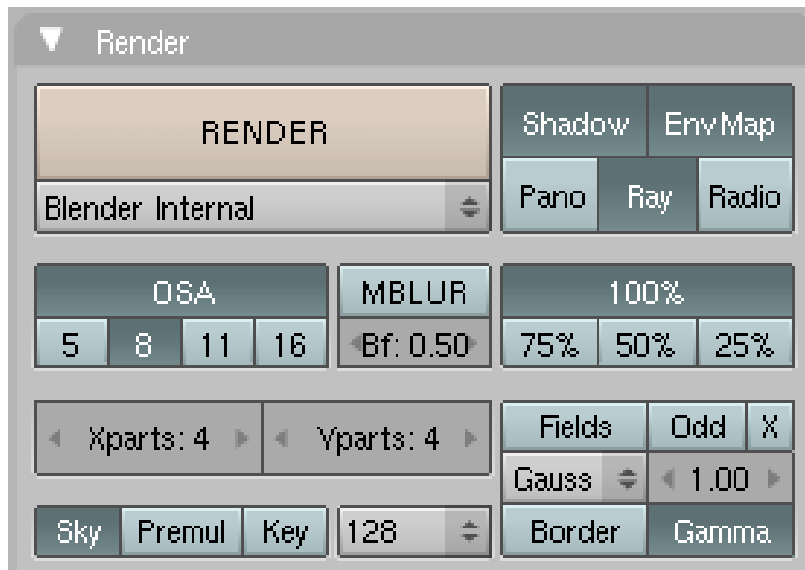 Render
RENDER
Blender Internal
Shadow EnvMap
Pano Ray Radio
OSA
5 8 11 16
MBLUR
Bf: 0.50
100%
75% 50% 25%
Xparts: 4 Yparts: 4
Fields Odd X
Gauss 1.00
Sky Premul Key 128
Border Gamma